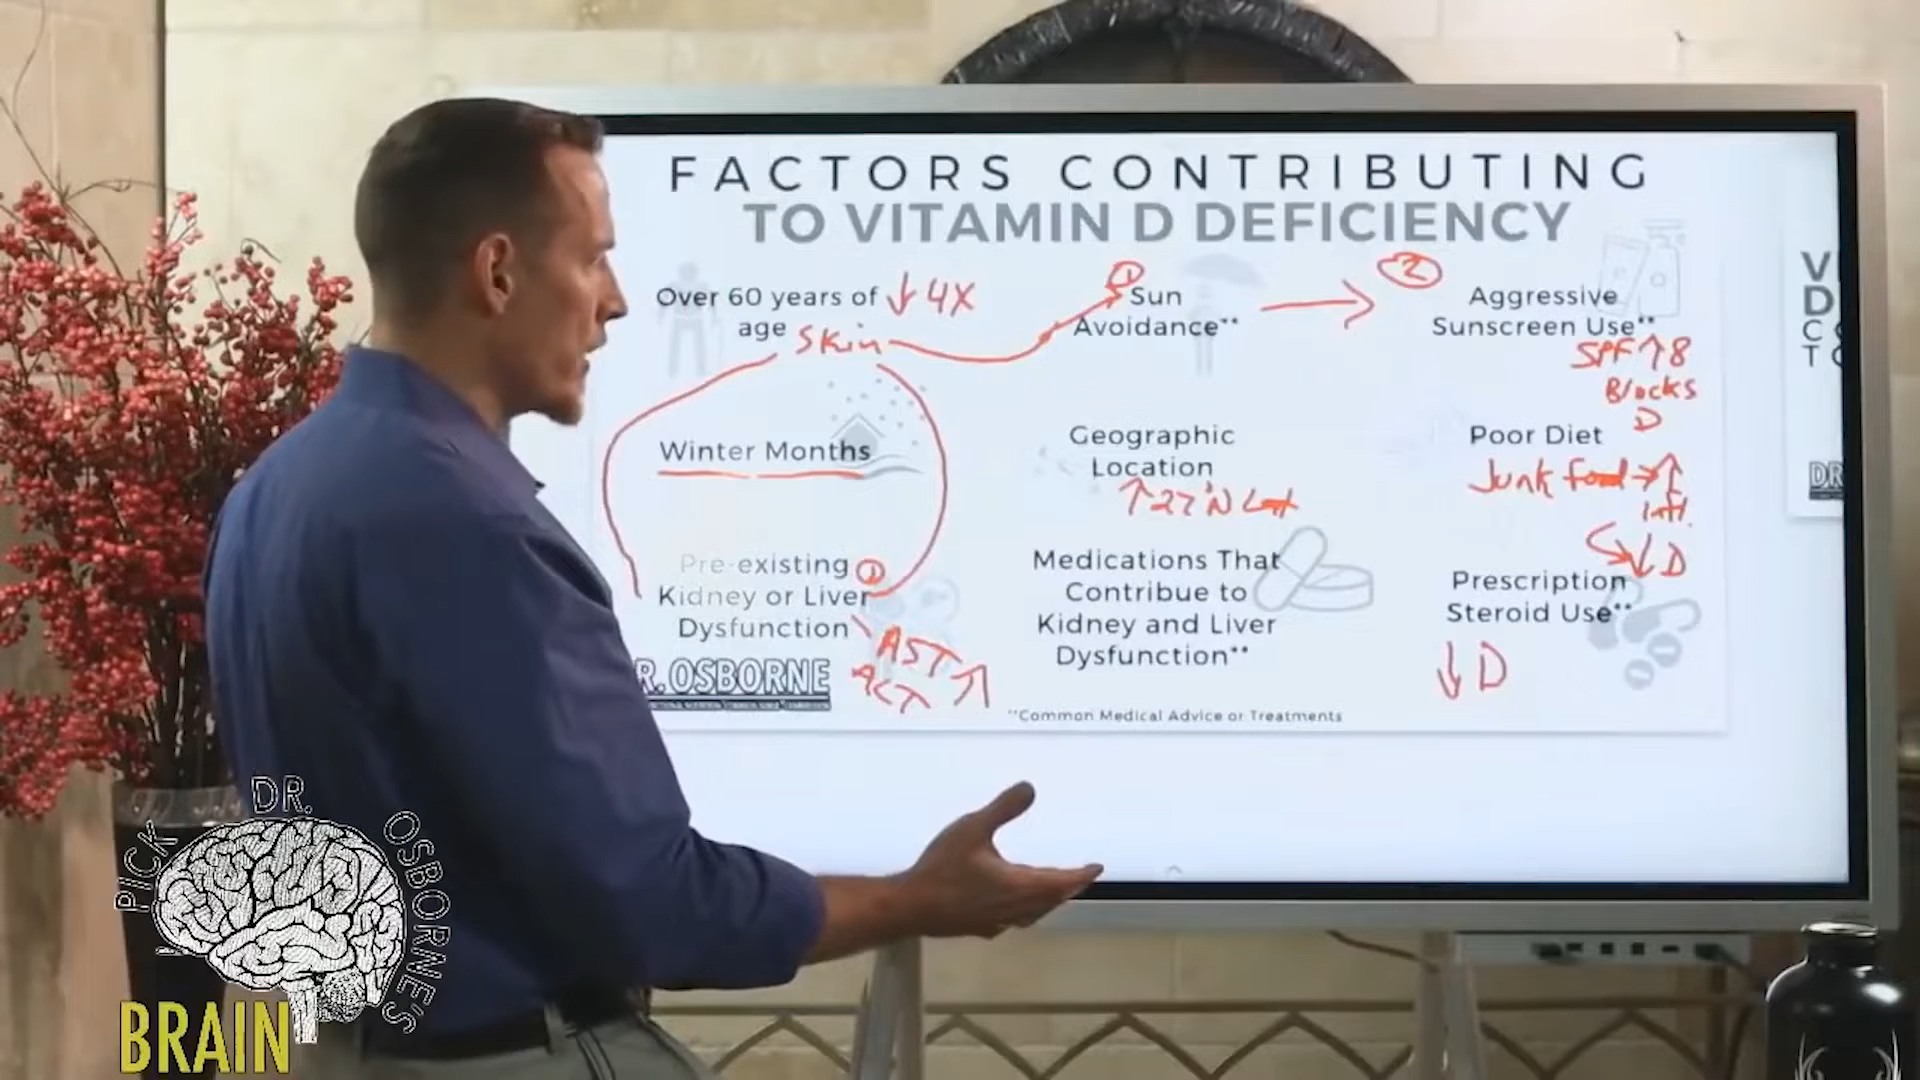 FACTORS CONTRIBUTING
TO VITAMIN D DEFICIENCY
Over 60 years of
age
↓ 4X
Skin
①
Sun
Avoidance**
②
Aggressive
Sunscreen Use**
SPF ↑ 8
Blocks
D
Winter Months
Geographic
Location
↑ 27° N Lat
Poor Diet
Junk food → ↑
Infl.
↓ D
Pre-existing
Kidney or Liver
Dysfunction
①
AST
↑
Medications That
Contribue to
Kidney and Liver
Dysfunction**
Prescription
Steroid Use**
↓ D
R. OSBORNE
**Common Medical Advice or Treatments
V
D
C
T
DR
PICK
DR.
OSBORNE'S
BRAIN